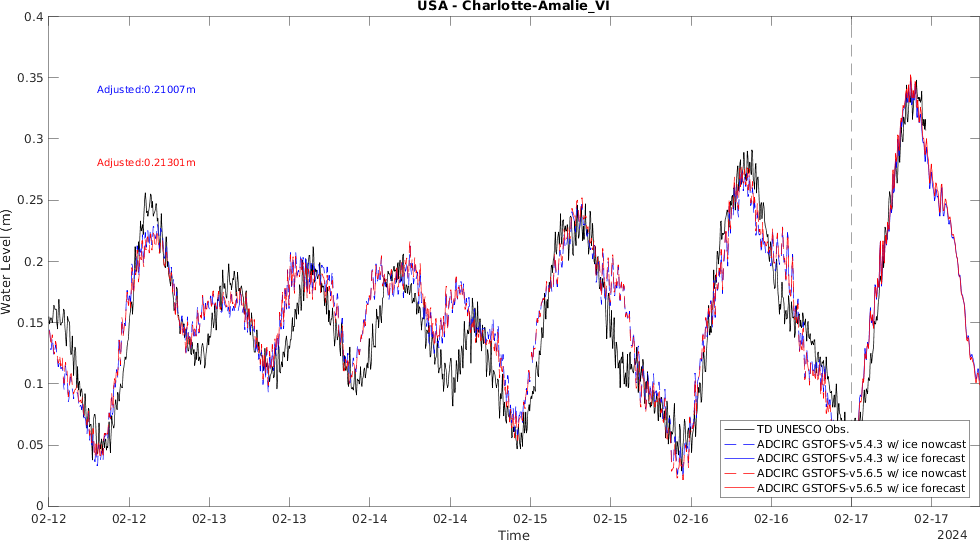 USA - Charlotte-Amalie_VI
0.4
0.35
0.3
0.25
0.2
0.15
0.1
0.05
0
Water Level (m)
Adjusted:0.21007m
Adjusted:0.21301m
TD UNESCO Obs.
ADCIRC GSTOFS-v5.4.3 w/ ice nowcast
ADCIRC GSTOFS-v5.4.3 w/ ice forecast
ADCIRC GSTOFS-v5.6.5 w/ ice nowcast
ADCIRC GSTOFS-v5.6.5 w/ ice forecast
02-12 02-12 02-13 02-13 02-14 02-14 02-15 02-15 02-16 02-16 02-17 02-17
Time
2024